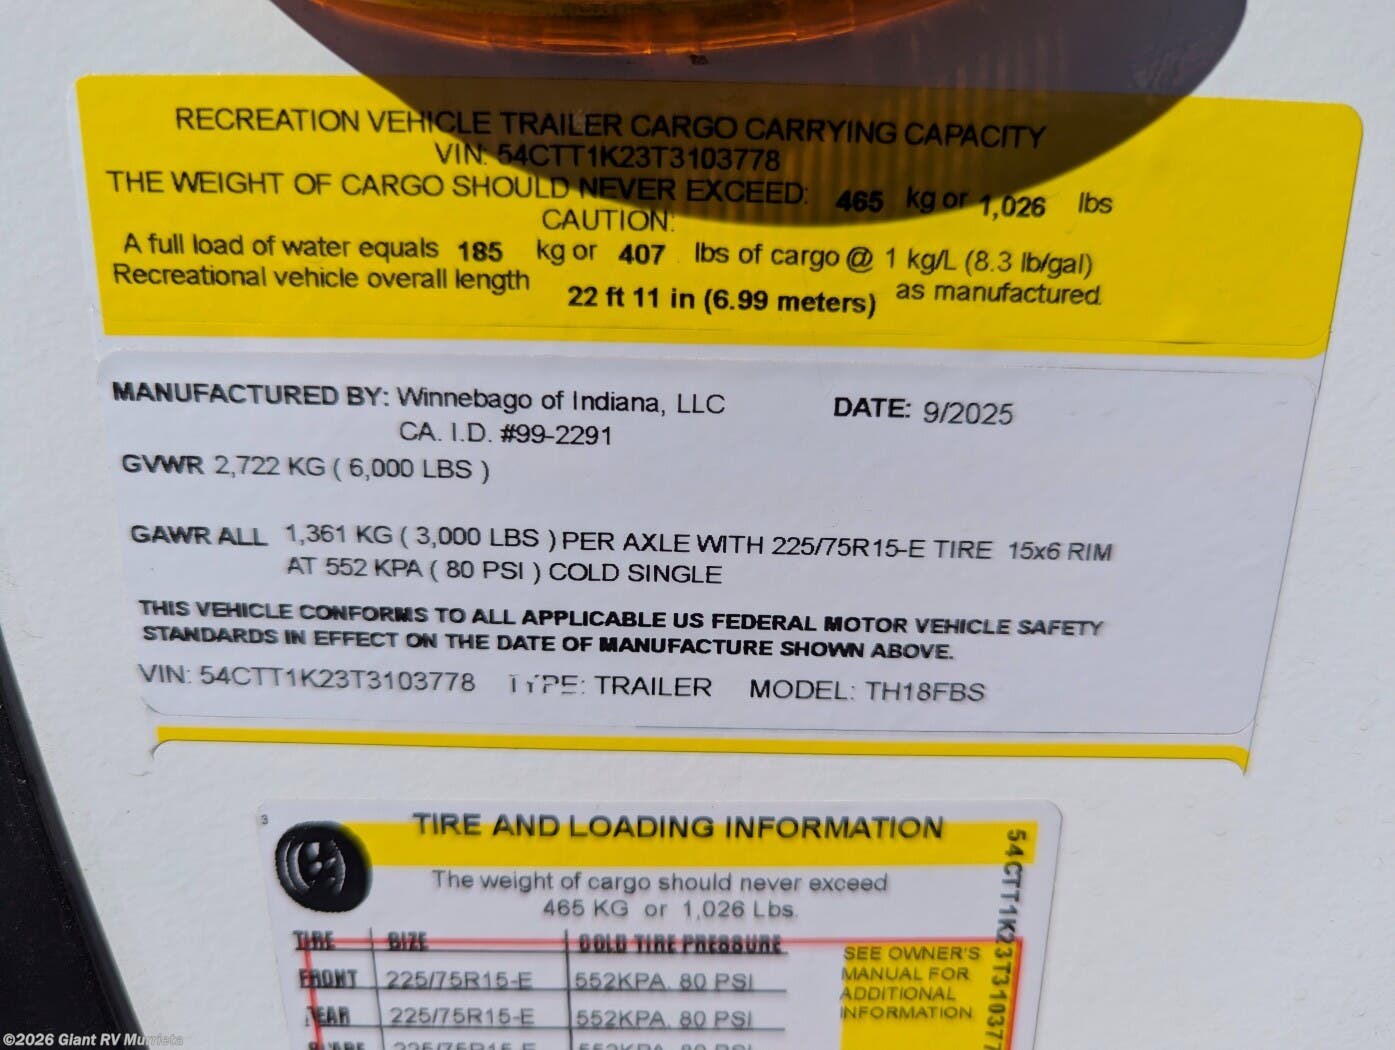 RECREATION VEHICLE TRAILER CARGO CARRYING CAPACITY
VIN: 54CTT1K23T3103778
THE WEIGHT OF CARGO SHOULD NEVER EXCEED: 465 kg or 1,026 lbs
CAUTION:
A full load of water equals 185 kg or 407 lbs of cargo @ 1 kg/L (8.3 lb/gal)
Recreational vehicle overall length 22 ft 11 in (6.99 meters) as manufactured.
MANUFACTURED BY: Winnebago of Indiana, LLC DATE: 9/2025
CA. I.D. #99-2291
GVWR 2,722 KG ( 6,000 LBS )
GAWR ALL 1,361 KG ( 3,000 LBS ) PER AXLE WITH 225/75R15-E TIRE 15x6 RIM
AT 552 KPA ( 80 PSI ) COLD SINGLE
THIS VEHICLE CONFORMS TO ALL APPLICABLE US FEDERAL MOTOR VEHICLE SAFETY
STANDARDS IN EFFECT ON THE DATE OF MANUFACTURE SHOWN ABOVE.
VIN: 54CTT1K23T3103778 TYPE: TRAILER MODEL: TH18FBS
3
TIRE AND LOADING INFORMATION
The weight of cargo should never exceed
465 KG or 1,026 Lbs.
TIRE SIZE COLD TIRE PRESSURE
FRONT 225/75R15-E 552KPA, 80 PSI
REAR 225/75R15-E 552KPA, 80 PSI
SPARE 225/75R15-E 552KPA, 80 PSI
SEE OWNER'S
MANUAL FOR
ADDITIONAL
INFORMATION
54CTT1K23T310377
©2026 Giant RV Murrieta